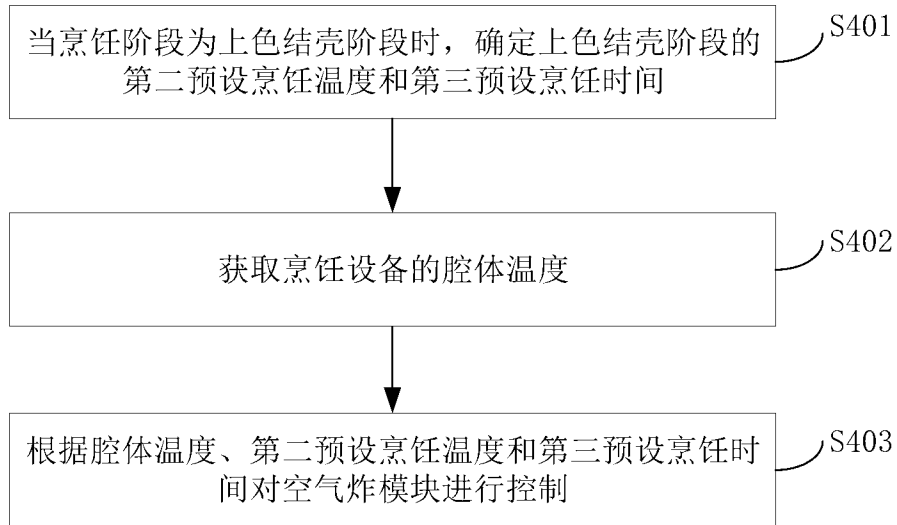 当烹饪阶段为上色结壳阶段时，确定上色结壳阶段的
第二预设烹饪温度和第三预设烹饪时间
S401
获取烹饪设备的腔体温度
S402
根据腔体温度、第二预设烹饪温度和第三预设烹饪时
间对空气炸模块进行控制
S403